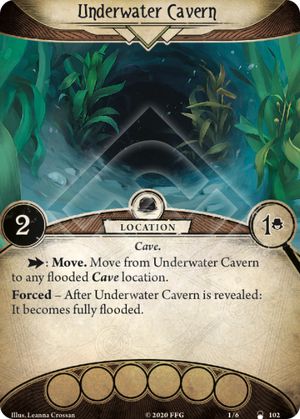 Underwater Cavern
2
LOCATION
1
Cave.
: Move. Move from Underwater Cavern
to any flooded Cave location.
Forced – After Underwater Cavern is revealed:
It becomes fully flooded.
Illus. Leanna Crossan
© 2020 FFG
1/6
102